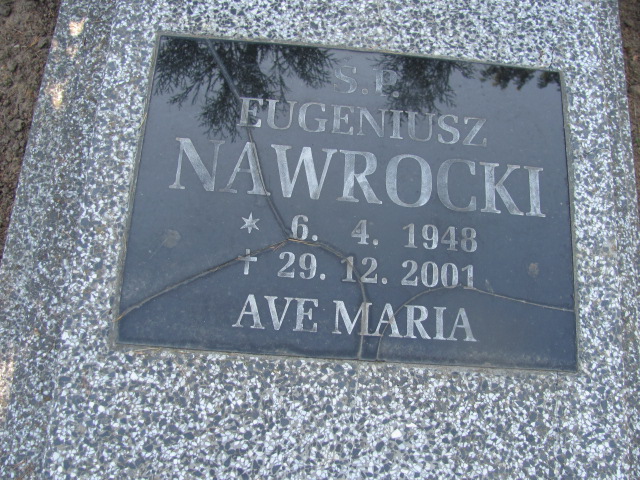 Ś.P.
EUGENIUSZ
NAWROCKI
* 6. 4. 1948
+ 29. 12. 2001
AVE MARIA